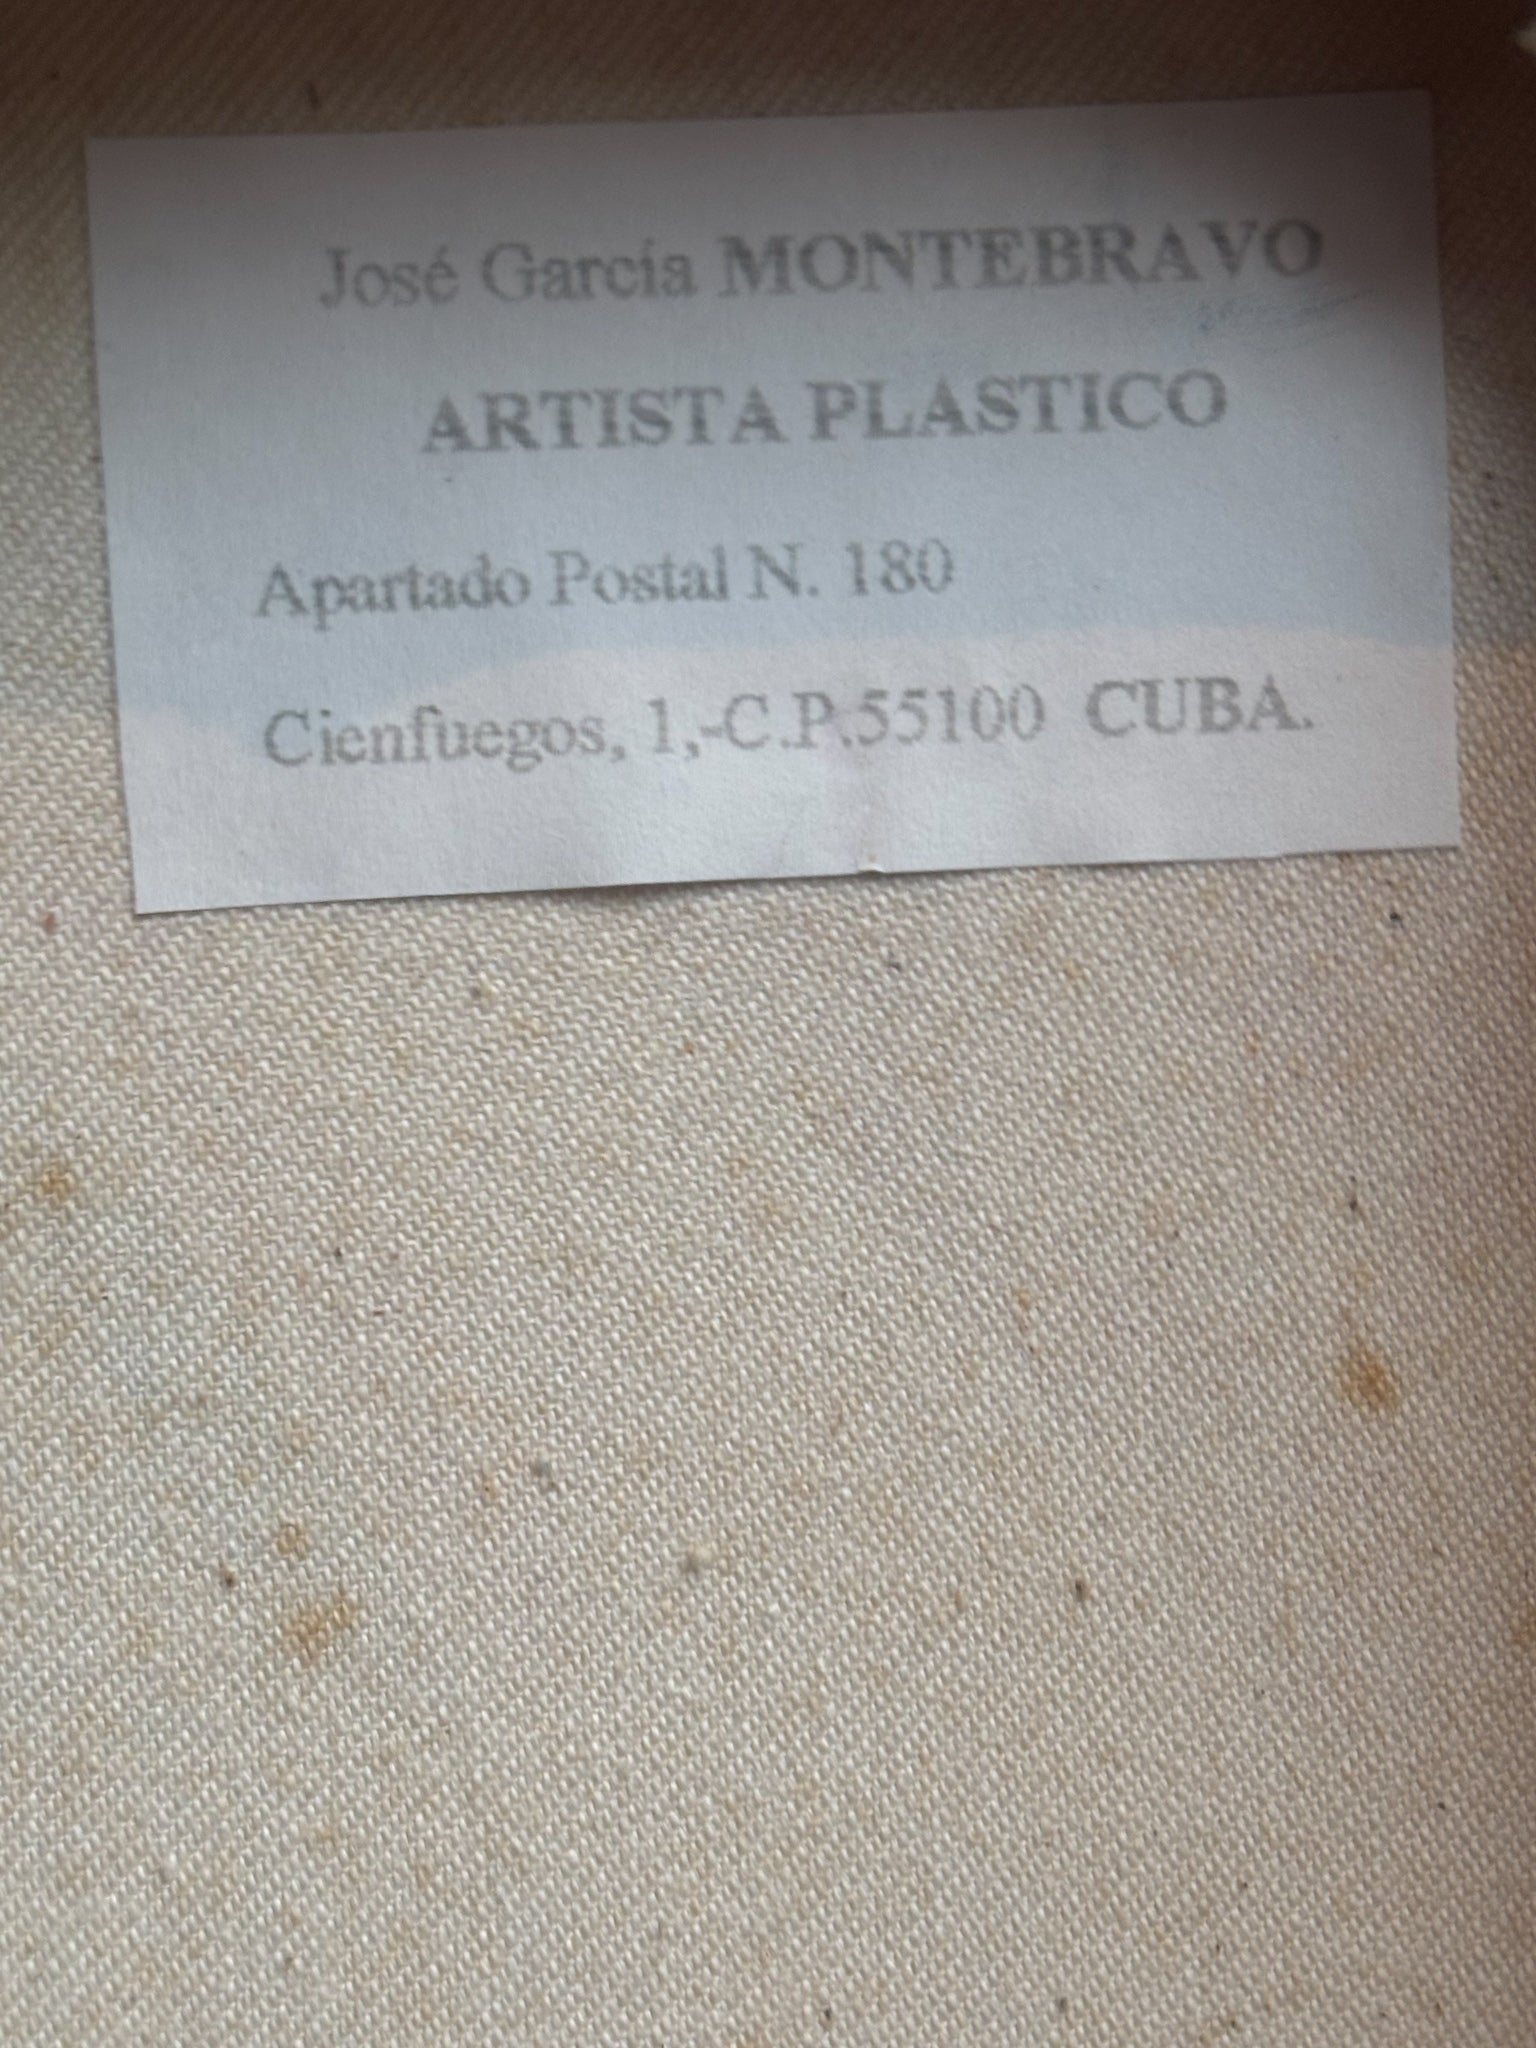 José García MONTEBRAVO
ARTISTA PLASTICO
Apartado Postal N. 180
Cienfuegos, 1,-C.P.55100 CUBA.